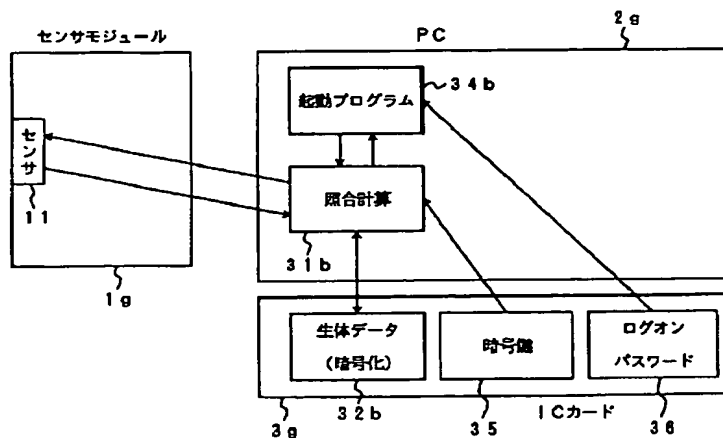 センサモジュール
PC
2g
起動プログラム
34b
センサ
11
照合計算
31b
1g
生体データ
(暗号化)
暗号鍵
ログオン
パスワード
32b
35
36
3g
ICカード